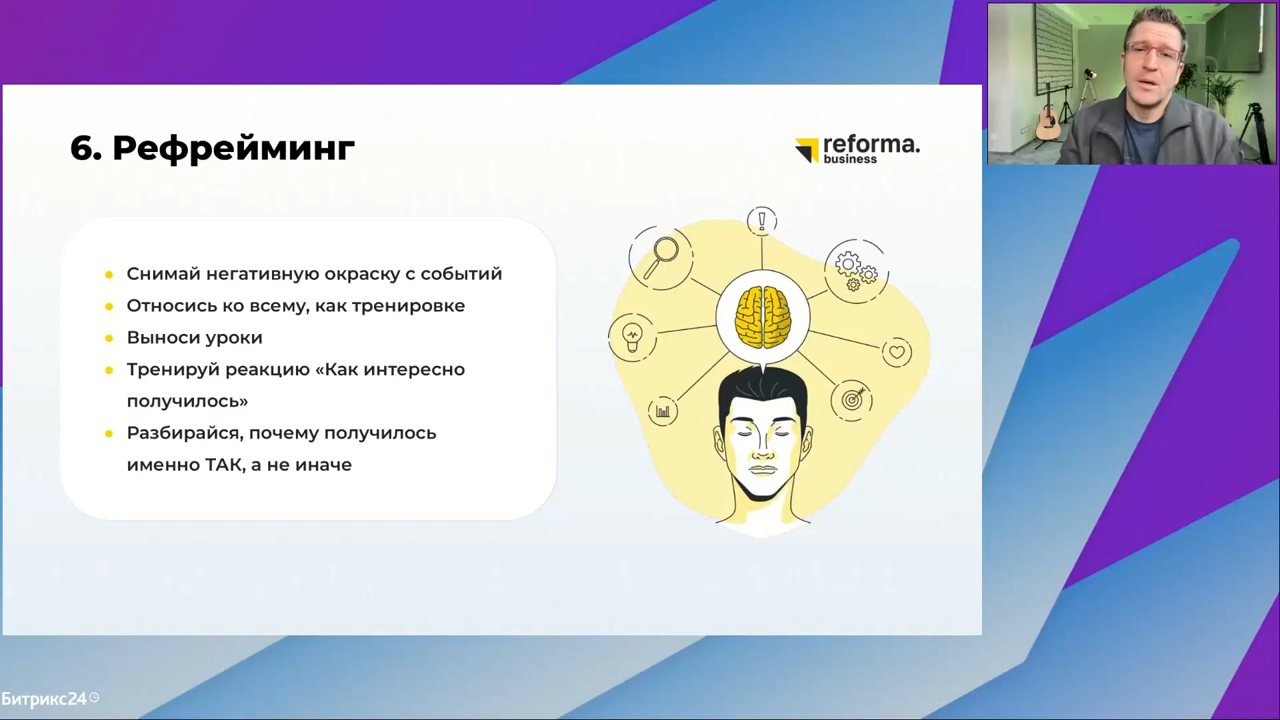 6. Рефрейминг
reforma.
business
Снимай негативную окраску с событий
Относись ко всему, как тренировке
Выноси уроки
Тренируй реакцию «Как интересно
получилось»
Разбирайся, почему получилось
именно ТАК, а не иначе
Битрикс24